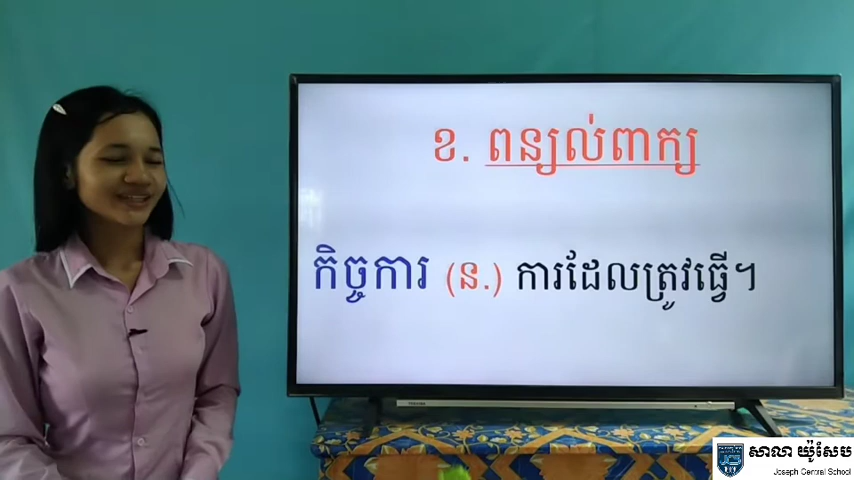 ខ. ពន្យល់ពាក្យ
កិច្ចការ (ន.) ការដែលត្រូវធ្វើ។
សាលា យ៉ូសែប
Joseph Central School
JCS